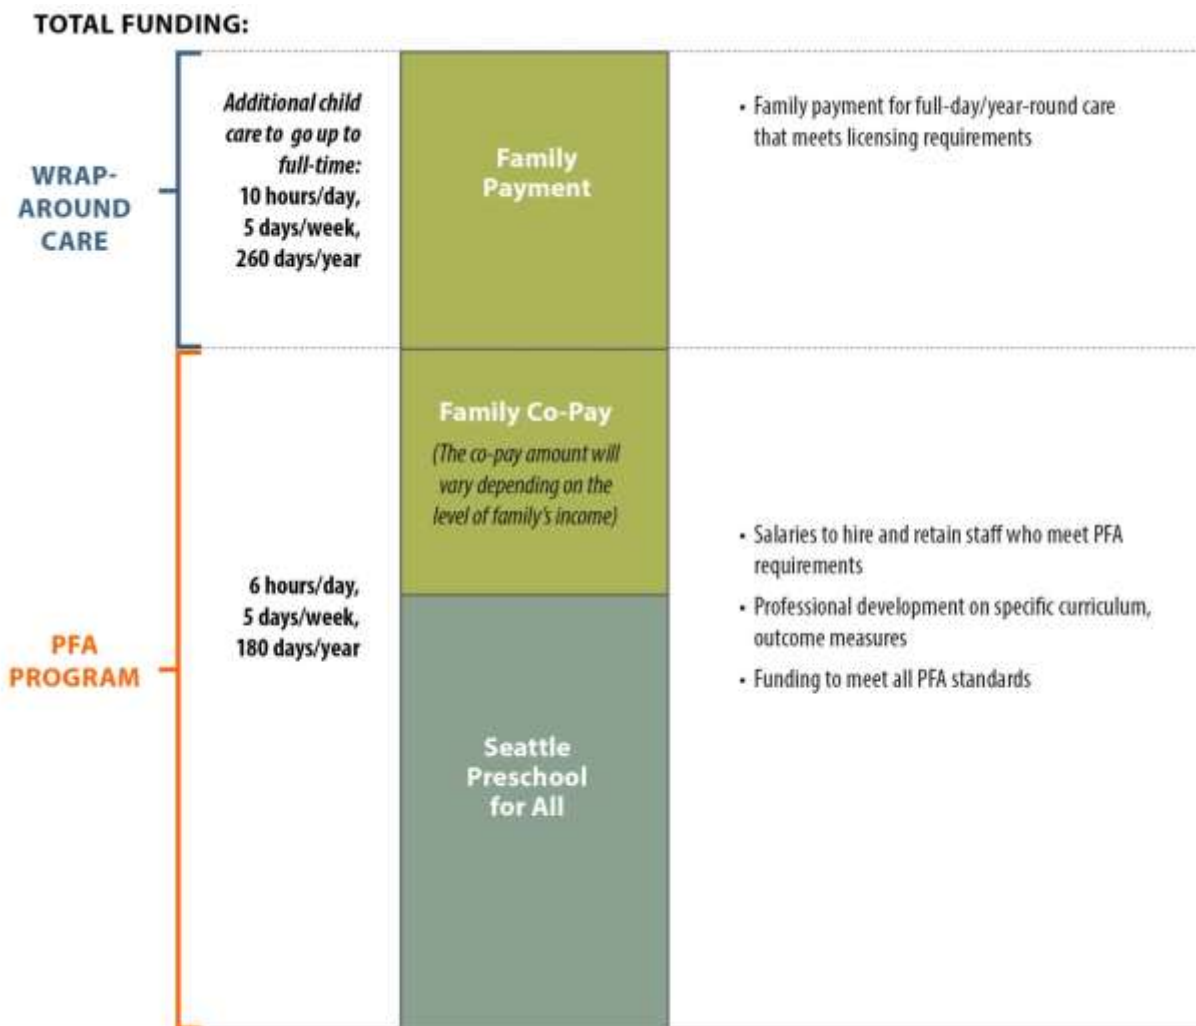 TOTAL FUNDING:
WRAP-
AROUND
CARE
Additional child
care to go up to
full-time:
10 hours/day,
5 days/week,
260 days/year
Family
Payment
• Family payment for full-day/year-round care
that meets licensing requirements
PFA
PROGRAM
6 hours/day,
5 days/week,
180 days/year
Family Co-Pay
(The co-pay amount will
vary depending on the
level of family's income)
Seattle
Preschool
for All
• Salaries to hire and retain staff who meet PFA
requirements
• Professional development on specific curriculum,
outcome measures
• Funding to meet all PFA standards